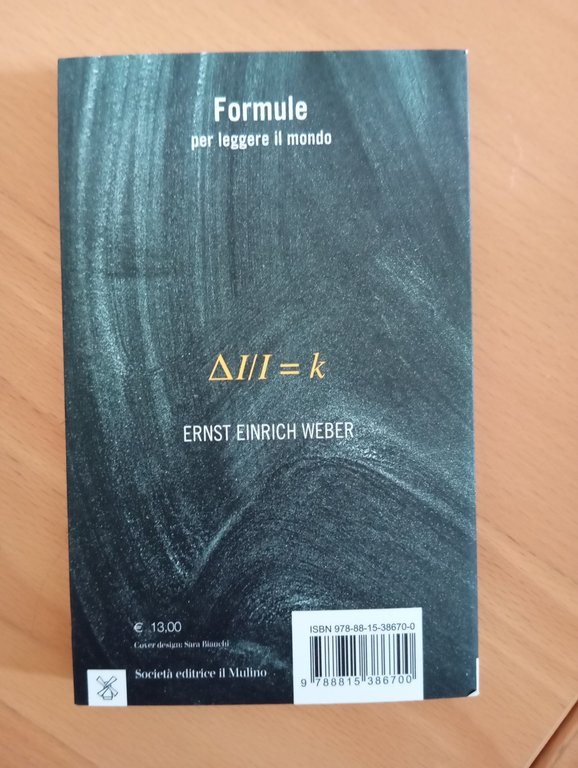 Formule
per leggere il mondo
ΔI/I = k
ERNST EINRICH WEBER
€ 13,00
Cover design: Sara Bianchi
Società editrice il Mulino
ISBN 978-88-15-38670-0
9 788815 386700